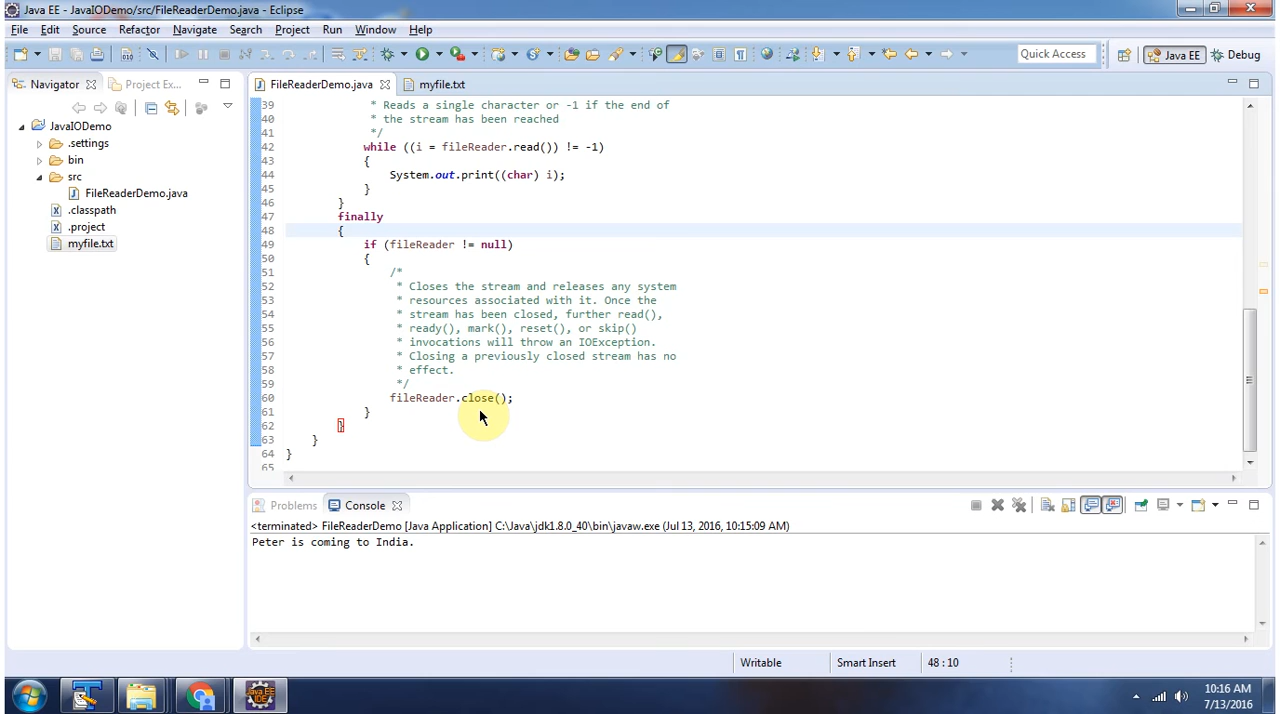 Java EE - JavaIODemo/src/FileReaderDemo.java - Eclipse
File Edit Source Refactor Navigate Search Project Run Window Help
Quick Access Java EE Debug
Navigator Project Ex...
FileReaderDemo.java myfile.txt
JavaIODemo
.settings
bin
src
FileReaderDemo.java
.classpath
.project
myfile.txt
39 * Reads a single character or -1 if the end of
40 * the stream has been reached
41 */
42 while ((i = fileReader.read()) != -1)
43 {
44 System.out.print((char) i);
45 }
46 }
47 finally
48 {
49 if (fileReader != null)
50 {
51 /*
52 * Closes the stream and releases any system
53 * resources associated with it. Once the
54 * stream has been closed, further read(),
55 * ready(), mark(), reset(), or skip()
56 * invocations will throw an IOException.
57 * Closing a previously closed stream has no
58 * effect.
59 */
60 fileReader.close();
61 }
62 }
63 }
64 }
65
Problems Console
<terminated> FileReaderDemo [Java Application] C:\Java\jdk1.8.0_40\bin\javaw.exe (Jul 13, 2016, 10:15:09 AM)
Peter is coming to India.
Writable Smart Insert 48 : 10
Java EE
IDE
10:16 AM
7/13/2016